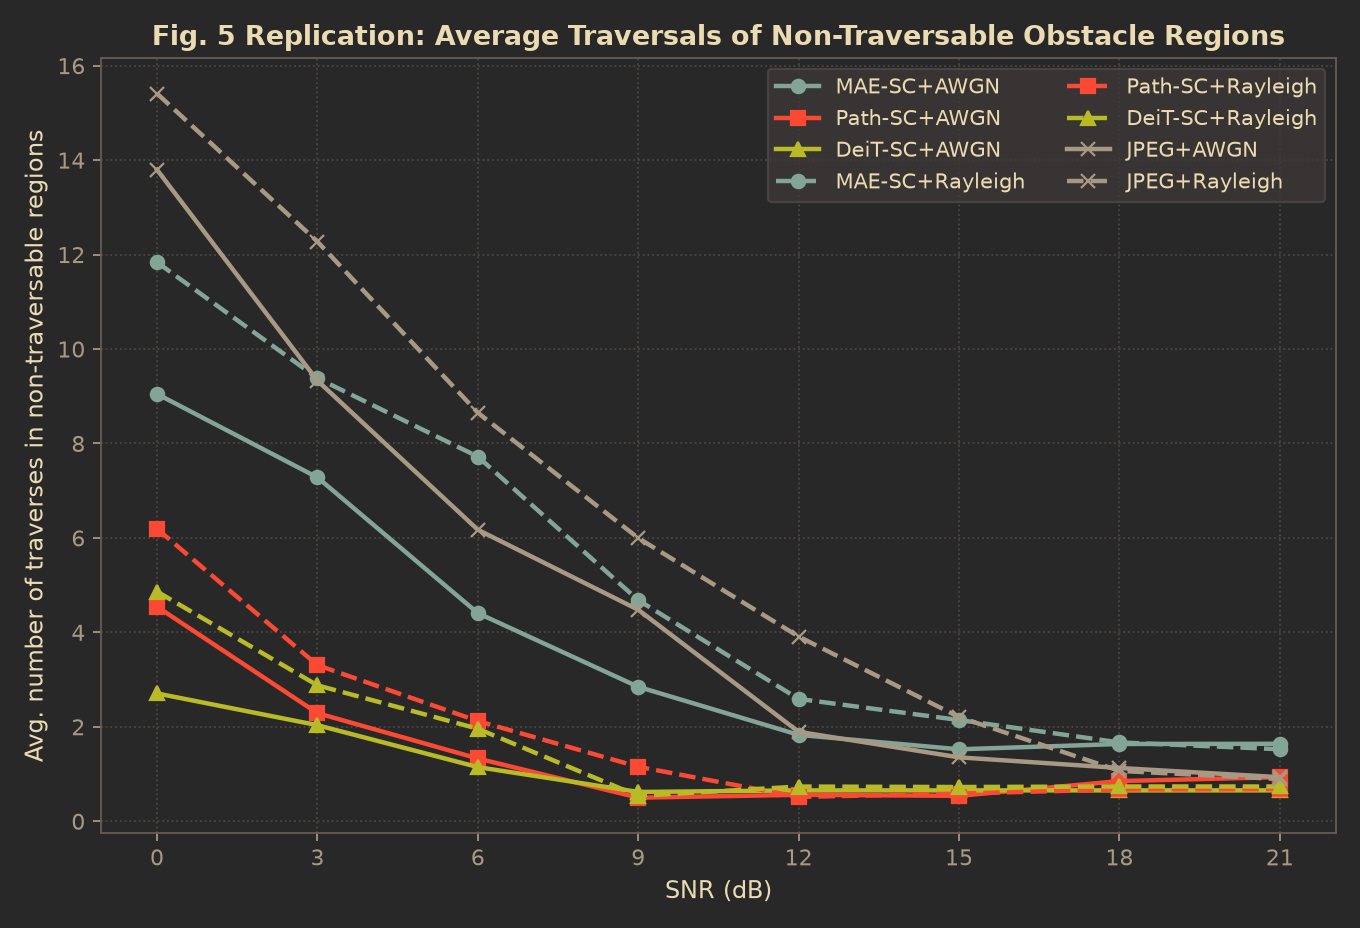 Fig. 5 Replication: Average Traversals of Non-Traversable Obstacle Regions
Avg. number of traverses in non-traversable regions
16
14
12
10
8
6
4
2
0
MAE-SC+AWGN
Path-SC+AWGN
DeiT-SC+AWGN
MAE-SC+Rayleigh
Path-SC+Rayleigh
DeiT-SC+Rayleigh
JPEG+AWGN
JPEG+Rayleigh
0 3 6 9 12 15 18 21
SNR (dB)